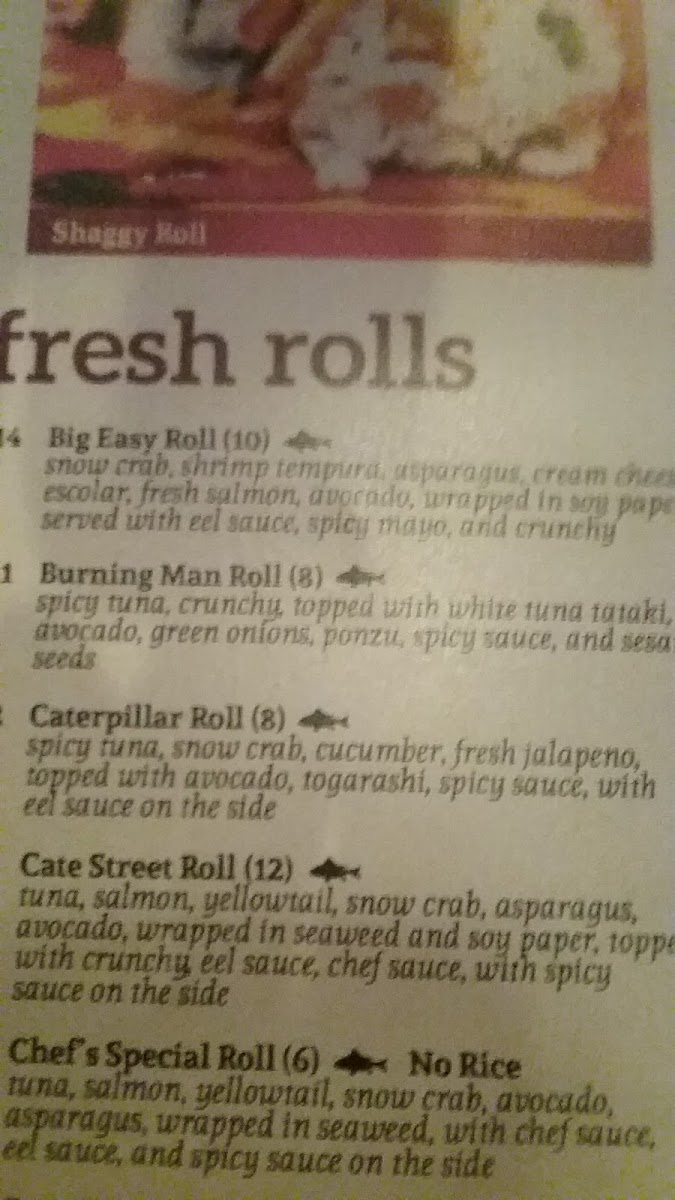 Shaggy Roll
fresh rolls
14 Big Easy Roll (10)
snow crab, shrimp tempura, asparagus, cream chees
escolar, fresh salmon, avocado, wrapped in soy pape
served with eel sauce, spicy mayo, and crunchy
1 Burning Man Roll (8)
spicy tuna, crunchy, topped with white tuna tataki,
avocado, green onions, ponzu, spicy sauce, and sesa
seeds
Caterpillar Roll (8)
spicy tuna, snow crab, cucumber, fresh jalapeno,
topped with avocado, togarashi, spicy sauce, with
eel sauce on the side
Cate Street Roll (12)
tuna, salmon, yellowtail, snow crab, asparagus,
avocado, wrapped in seaweed and soy paper, toppe
with crunchy, eel sauce, chef sauce, with spicy
sauce on the side
Chef's Special Roll (6) No Rice
tuna, salmon, yellowtail, snow crab, avocado,
asparagus, wrapped in seaweed, with chef sauce,
eel sauce, and spicy sauce on the side